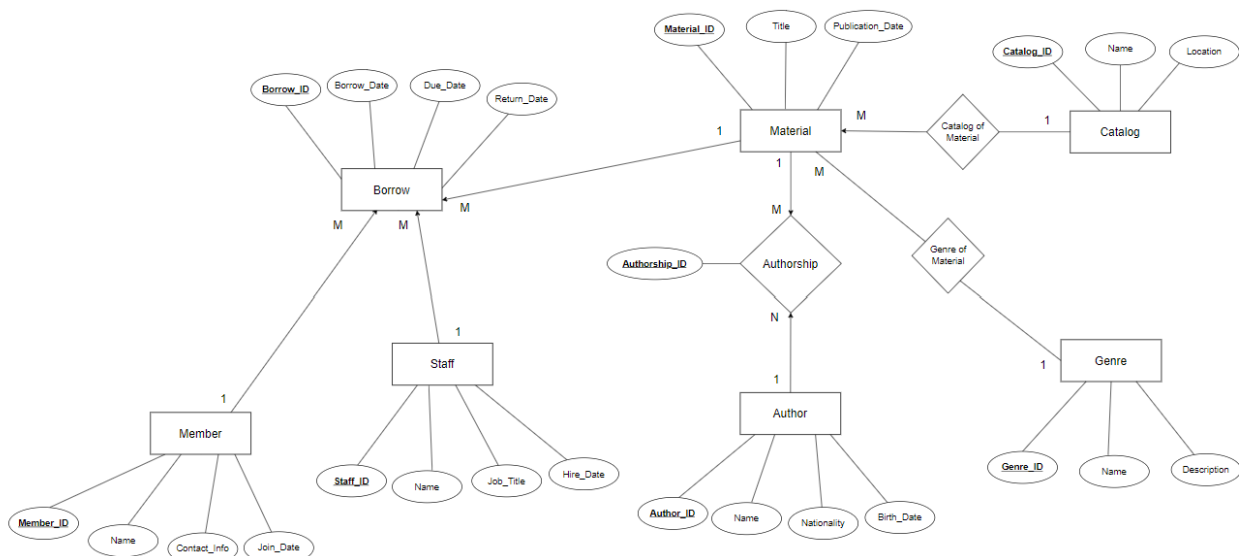 Material_ID
Title
Publication_Date
Catalog_ID
Name
Location
Borrow_ID
Borrow_Date
Due_Date
Return_Date
1
Material
M
Catalog of
Material
1
Catalog
1
M
Borrow
M
M
M
M
Authorship_ID
Authorship
Genre of
Material
N
1
Staff
1
Genre
1
1
Author
Member
Staff_ID
Name
Job_Title
Hire_Date
Genre_ID
Name
Description
Member_ID
Name
Contact_Info
Join_Date
Author_ID
Name
Nationality
Birth_Date